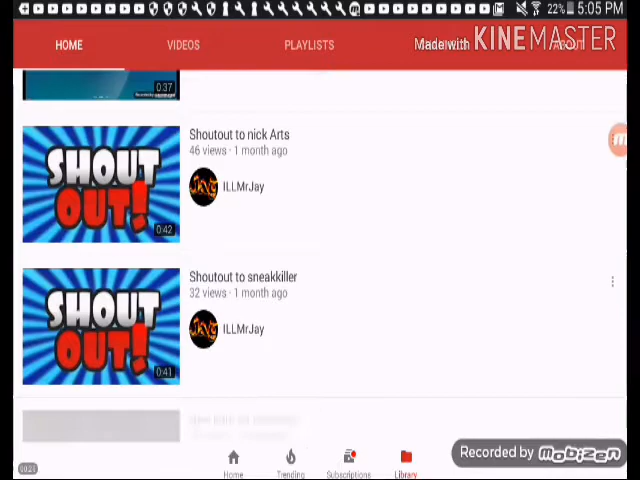 22% 5:05 PM
HOME VIDEOS PLAYLISTS
Made with KINEMASTER
0:37
Shoutout to nick Arts
46 views · 1 month ago
ILLMrJay
SHOUT
OUT!
0:42
Shoutout to sneakkiller
32 views · 1 month ago
ILLMrJay
SHOUT
OUT!
0:41
Recorded by MOBIZEN
Home Trending Subscriptions Library